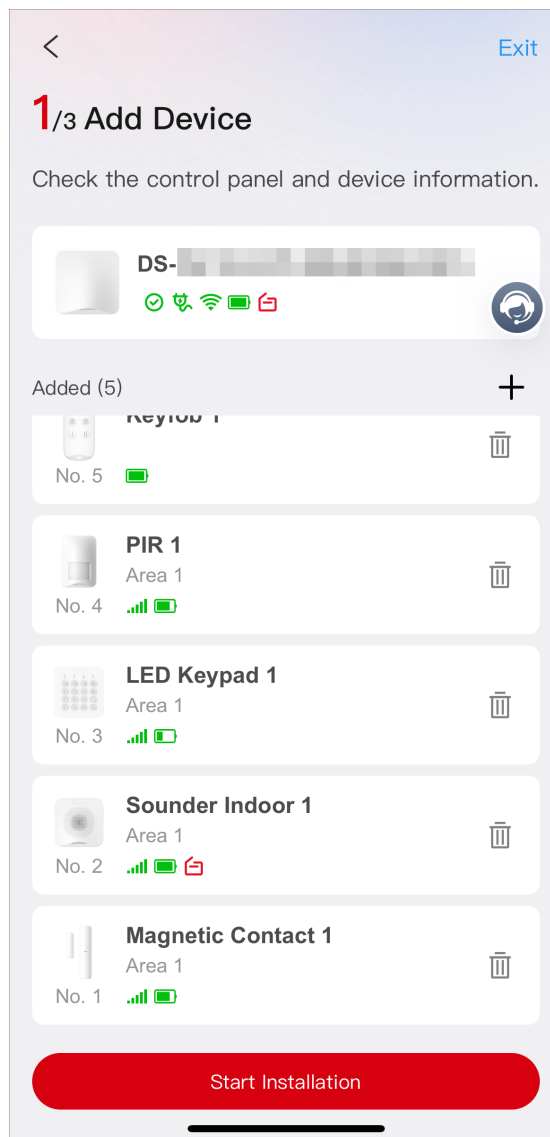 Exit
1/3 Add Device
Check the control panel and device information.
DS-
Added (5)
Keyfob 1
No. 5
PIR 1
Area 1
No. 4
LED Keypad 1
Area 1
No. 3
Sounder Indoor 1
Area 1
No. 2
Magnetic Contact 1
Area 1
No. 1
Start Installation